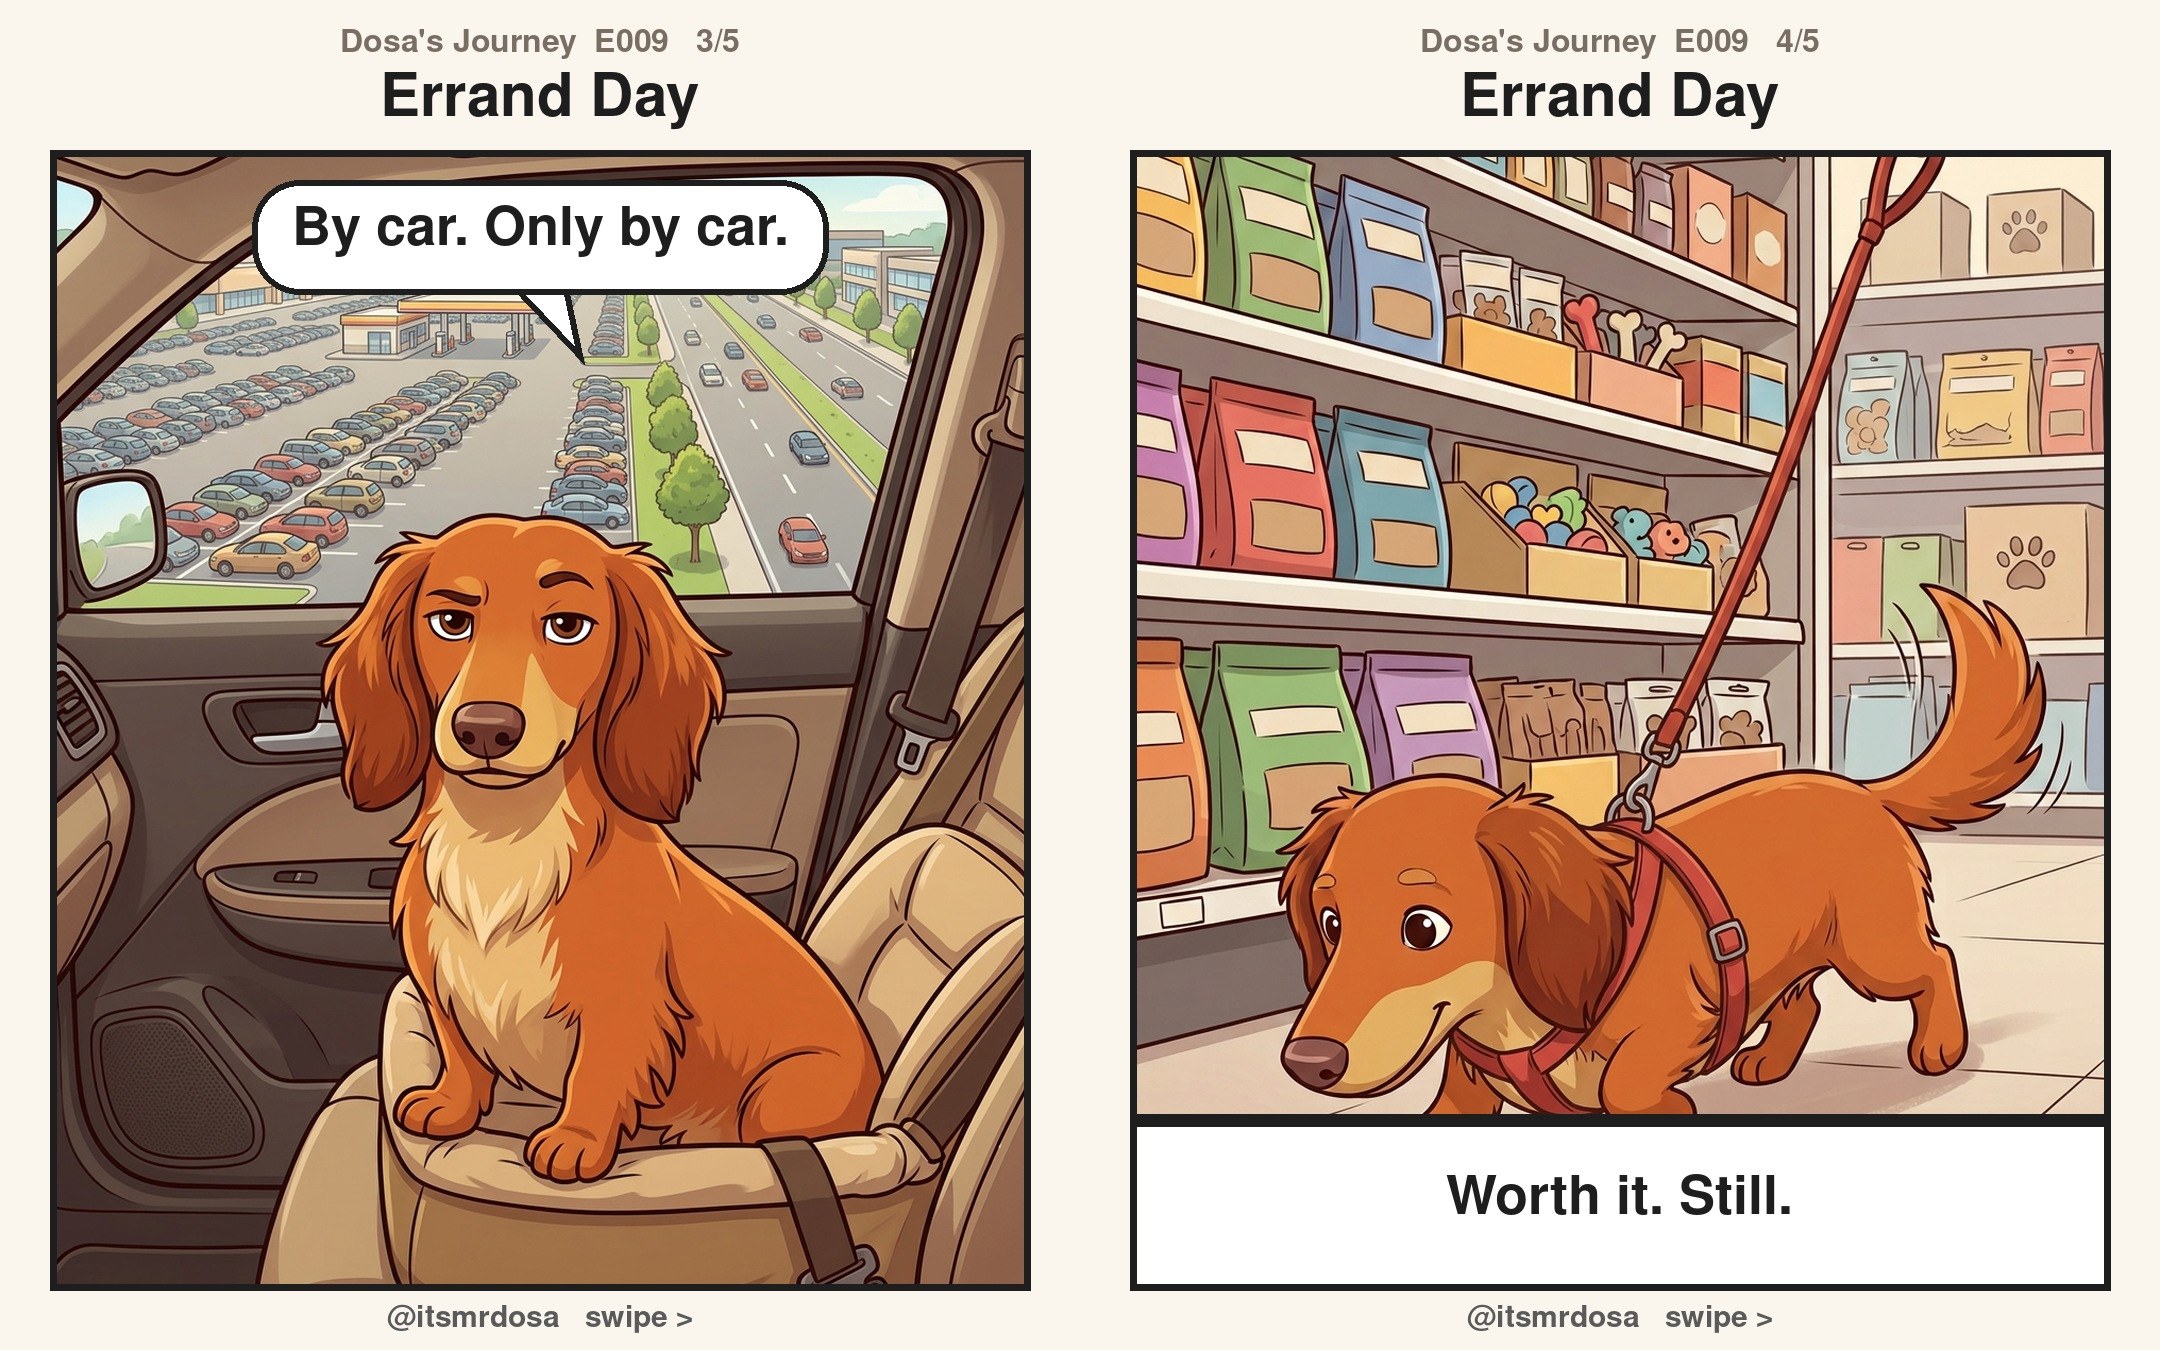 Dosa's Journey E009 3/5
Errand Day
By car. Only by car.
@itsmrdosa swipe >
Dosa's Journey E009 4/5
Errand Day
Worth it. Still.
@itsmrdosa swipe >